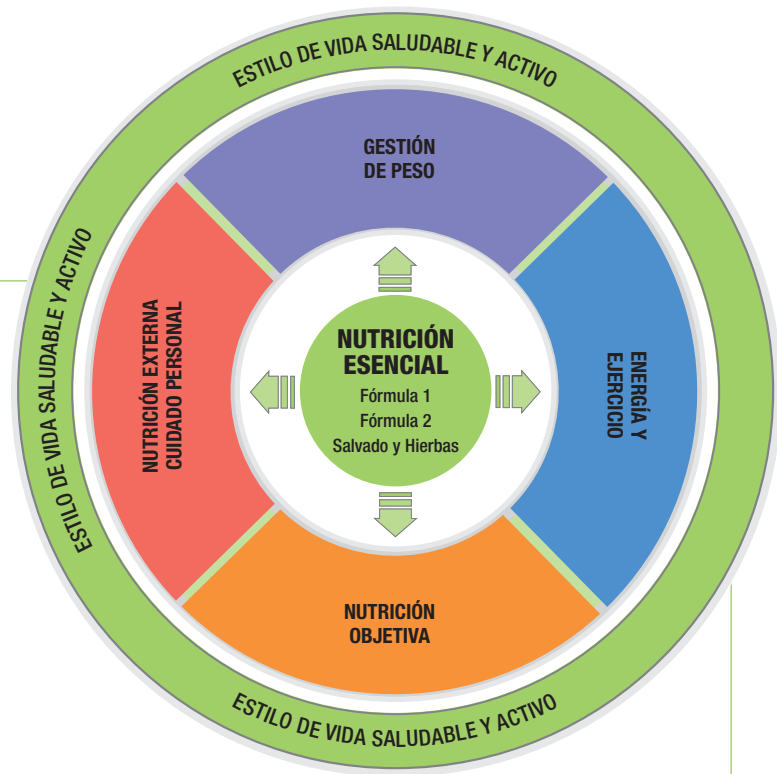 ESTILO DE VIDA SALUDABLE Y ACTIVO
GESTIÓN
DE PESO
ESTILO DE VIDA SALUDABLE Y ACTIVO
NUTRICIÓN EXTERNA
CUIDADO PERSONAL
NUTRICIÓN
ESENCIAL
Fórmula 1
Fórmula 2
Salvado y Hierbas
ENERGÍA Y
EJERCICIO
NUTRICIÓN
OBJETIVA
ESTILO DE VIDA SALUDABLE Y ACTIVO